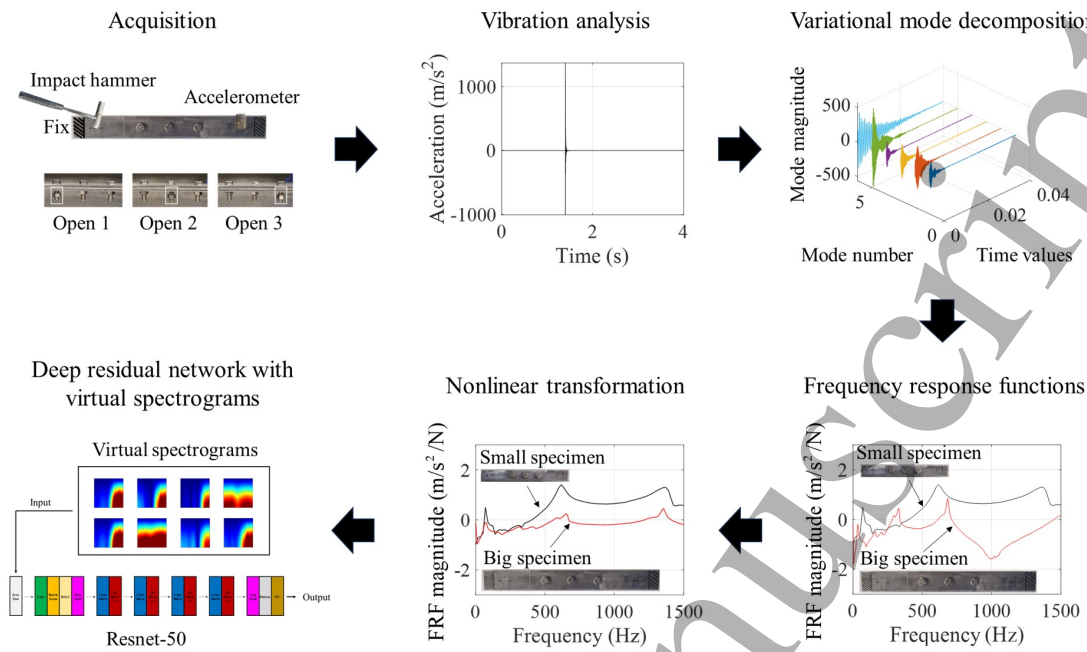 Acquisition
Impact hammer
Accelerometer
Fix
Open 1
Open 2
Open 3
Vibration analysis
Acceleration (m/s²)
1000
0
-1000
0
2
4
Time (s)
Variational mode decomposition
Mode magnitude
500
0
-500
5
0
0
0.02
0.04
Mode number
Time values
Frequency response functions
FRF magnitude (m/s² /N)
2
0
-2
Small specimen
Big specimen
0
500
1000
1500
Frequency (Hz)
Nonlinear transformation
FRF magnitude (m/s² /N)
2
0
-2
Small specimen
Big specimen
0
500
1000
1500
Frequency (Hz)
Deep residual network with
virtual spectrograms
Virtual spectrograms
Input
Output
Resnet-50